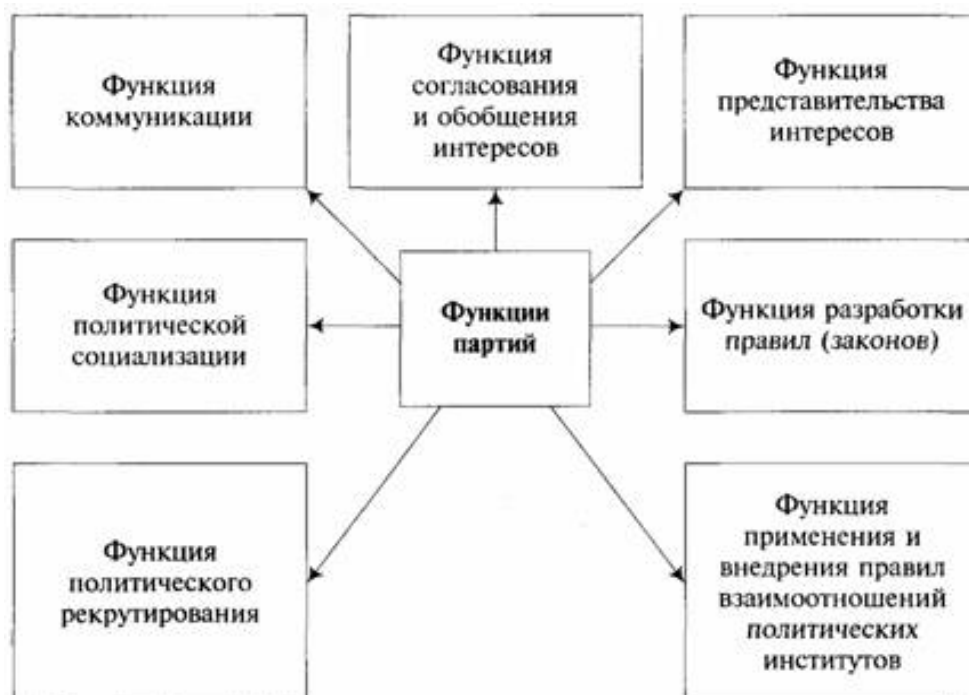 Функция
коммуникации
Функция
согласования
и обобщения
интересов
Функция
представительства
интересов
Функция
политической
социализации
Функции
партий
Функция разработки
правил (законов)
Функция
политического
рекрутирования
Функция
применения и
внедрения правил
взаимоотношений
политических
институтов